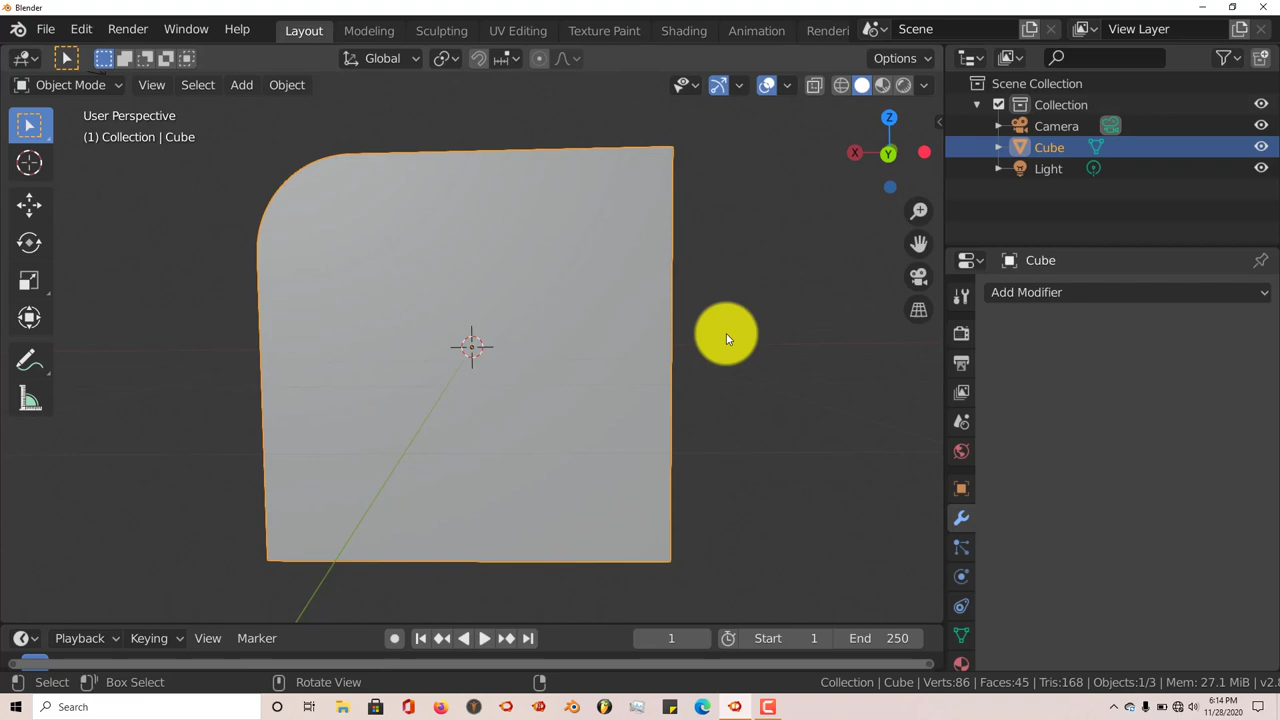 Blender
File Edit Render Window Help Layout Modeling Sculpting UV Editing Texture Paint Shading Animation Renderi Scene View Layer
Global Options
Object Mode View Select Add Object
Scene Collection
Collection
Camera
Cube
Light
User Perspective
(1) Collection | Cube
Z
X
Y
Cube
Add Modifier
Playback Keying View Marker 1 Start 1 End 250
Select Box Select Rotate View Collection | Cube | Verts:86 | Faces:45 | Tris:168 | Objects:1/3 | Mem: 27.1 MiB | v2.8
Search
6:14 PM
11/28/2020